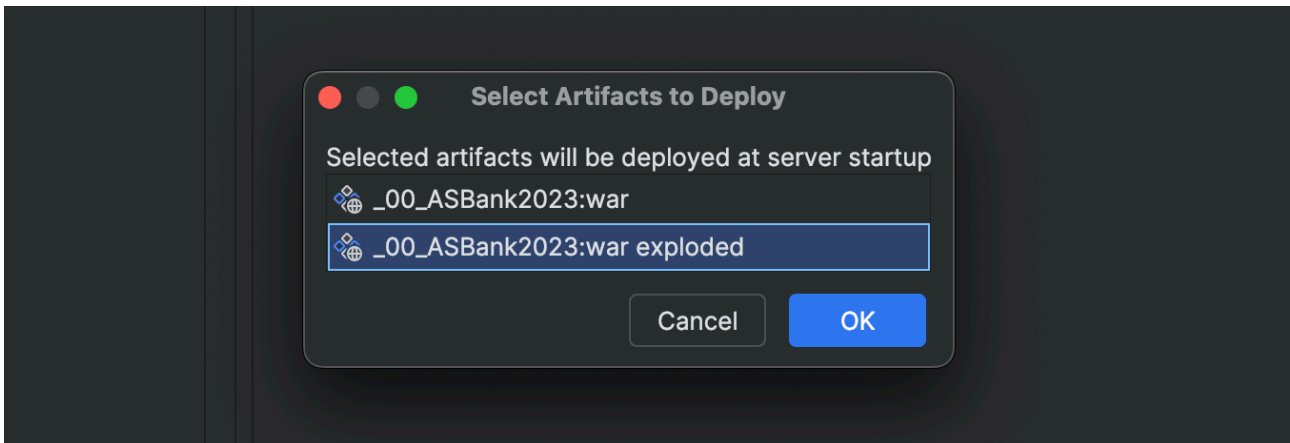 Select Artifacts to Deploy
Selected artifacts will be deployed at server startup
_00_ASBank2023:war
_00_ASBank2023:war exploded
Cancel OK